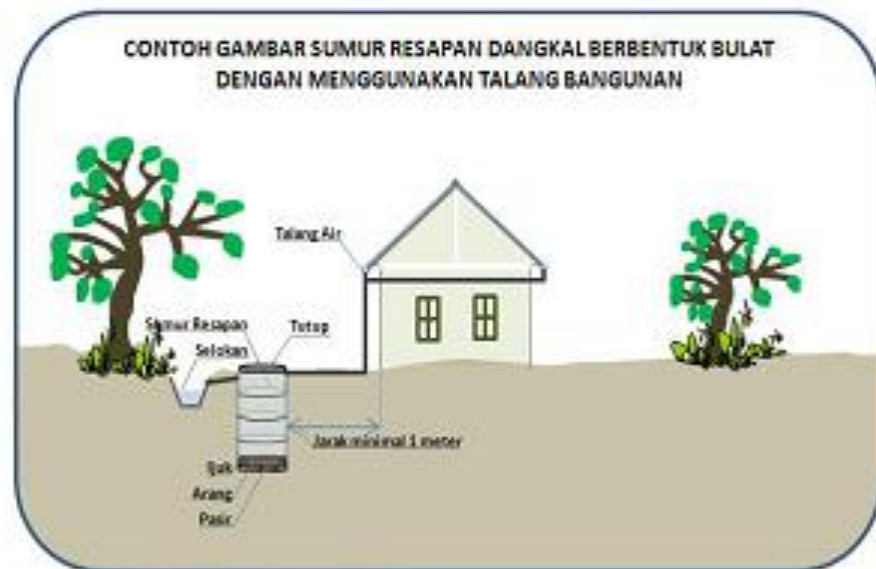 CONTOH GAMBAR SUMUR RESAPAN DANGKAL BERBENTUK BULAT
DENGAN MENGGUNAKAN TALANG BANGUNAN
Talang Air
Sumur Resapan
Tutup
Selokan
Jarak minimal 1 meter
Ijuk
Arang
Pasir